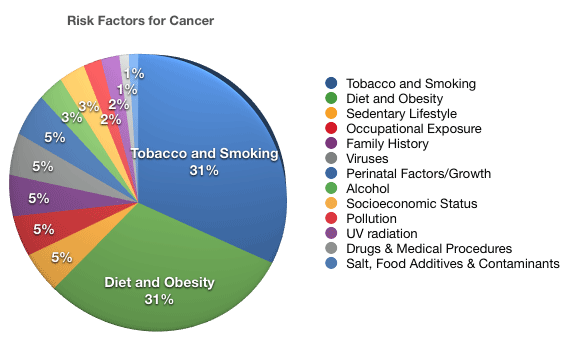 Risk Factors for Cancer
1%
1%
2%
2%
3%
3%
5%
5%
5%
5%
5%
Tobacco and Smoking
31%
Diet and Obesity
31%
Tobacco and Smoking
Diet and Obesity
Sedentary Lifestyle
Occupational Exposure
Family History
Viruses
Perinatal Factors/Growth
Alcohol
Socioeconomic Status
Pollution
UV radiation
Drugs & Medical Procedures
Salt, Food Additives & Contaminants